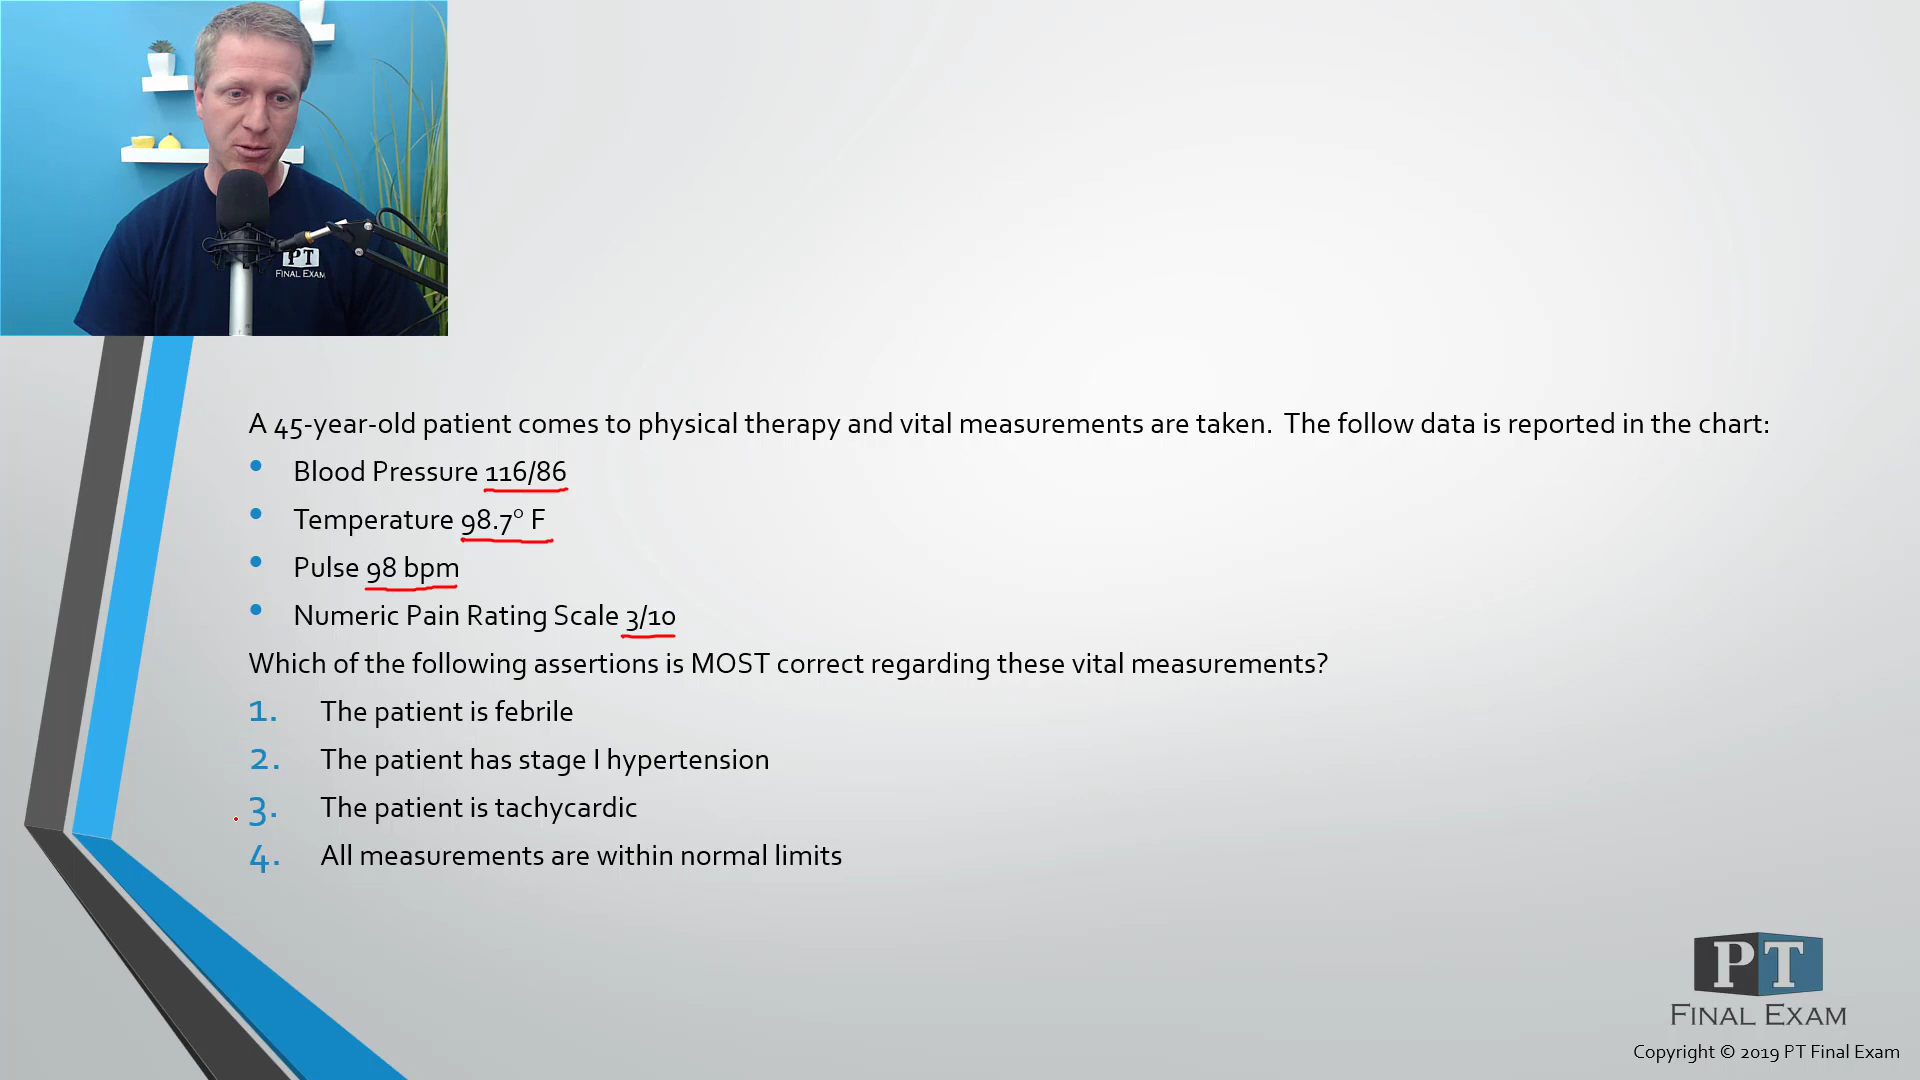 PT
FINAL EXAM
A 45-year-old patient comes to physical therapy and vital measurements are taken. The follow data is reported in the chart:
• Blood Pressure 116/86
• Temperature 98.7° F
• Pulse 98 bpm
• Numeric Pain Rating Scale 3/10
Which of the following assertions is MOST correct regarding these vital measurements?
1. The patient is febrile
2. The patient has stage I hypertension
3. The patient is tachycardic
4. All measurements are within normal limits
PT
FINAL EXAM
Copyright © 2019 PT Final Exam